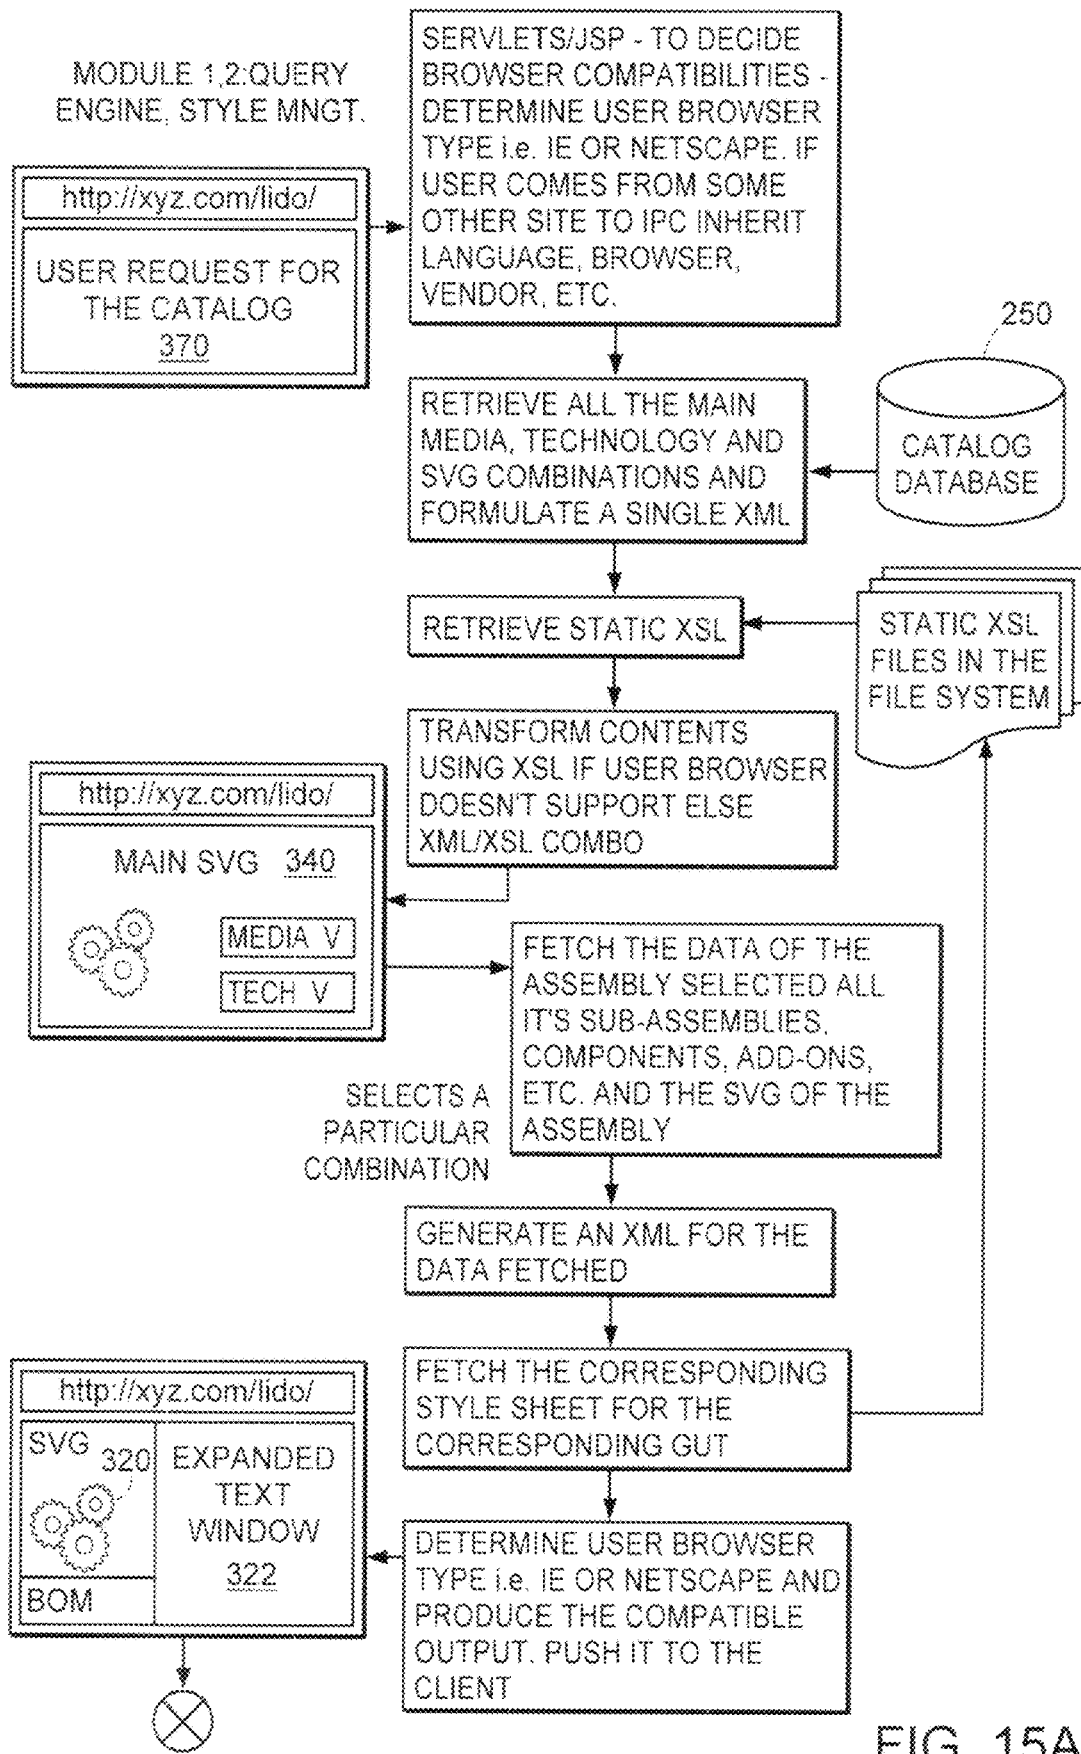 MODULE 1,2:QUERY
ENGINE, STYLE MNGT.
http://xyz.com/lido/
USER REQUEST FOR
THE CATALOG
370
SERVLETS/JSP - TO DECIDE
BROWSER COMPATIBILITIES -
DETERMINE USER BROWSER
TYPE i.e. IE OR NETSCAPE. IF
USER COMES FROM SOME
OTHER SITE TO IPC INHERIT
LANGUAGE, BROWSER,
VENDOR, ETC.
250
RETRIEVE ALL THE MAIN
MEDIA, TECHNOLOGY AND
SVG COMBINATIONS AND
FORMULATE A SINGLE XML
CATALOG
DATABASE
RETRIEVE STATIC XSL
STATIC XSL
FILES IN THE
FILE SYSTEM
TRANSFORM CONTENTS
USING XSL IF USER BROWSER
DOESN'T SUPPORT ELSE
XML/XSL COMBO
http://xyz.com/lido/
MAIN SVG 340
MEDIA V
TECH V
FETCH THE DATA OF THE
ASSEMBLY SELECTED ALL
IT'S SUB-ASSEMBLIES,
COMPONENTS, ADD-ONS,
ETC. AND THE SVG OF THE
ASSEMBLY
SELECTS A
PARTICULAR
COMBINATION
GENERATE AN XML FOR THE
DATA FETCHED
FETCH THE CORRESPONDING
STYLE SHEET FOR THE
CORRESPONDING GUT
http://xyz.com/lido/
SVG
320
BOM
EXPANDED
TEXT
WINDOW
322
DETERMINE USER BROWSER
TYPE i.e. IE OR NETSCAPE AND
PRODUCE THE COMPATIBLE
OUTPUT. PUSH IT TO THE
CLIENT
FIG. 15A